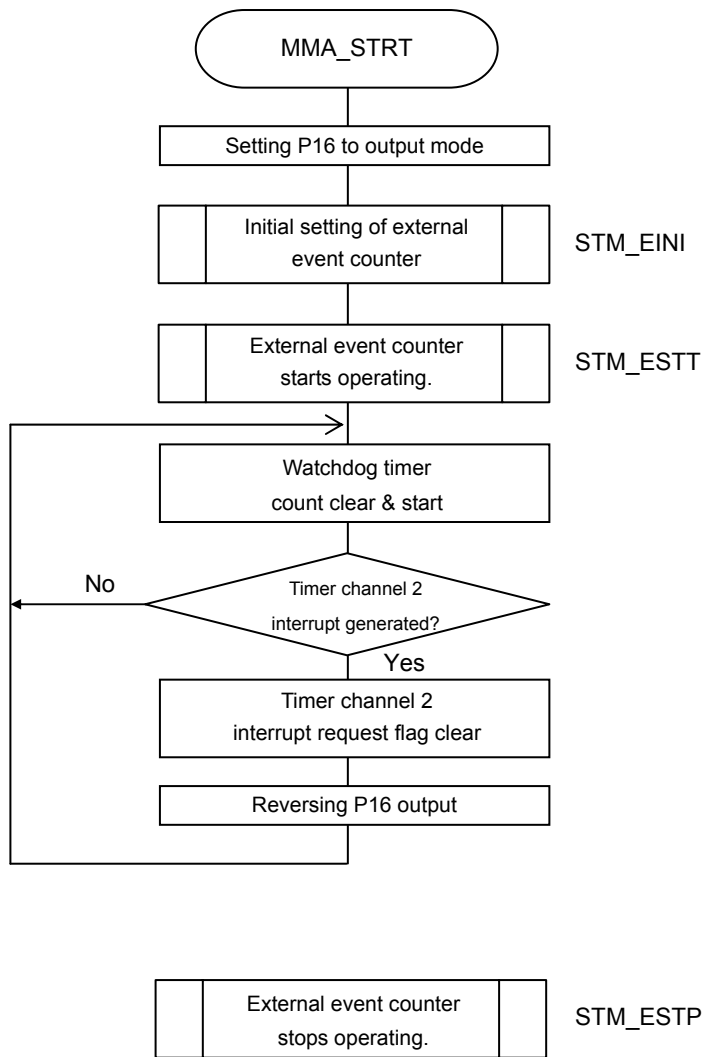 MMA_STRT
Setting P16 to output mode
Initial setting of external
event counter
STM_EINI
External event counter
starts operating.
STM_ESTT
Watchdog timer
count clear & start
No
Timer channel 2
interrupt generated?
Yes
Timer channel 2
interrupt request flag clear
Reversing P16 output
External event counter
stops operating.
STM_ESTP